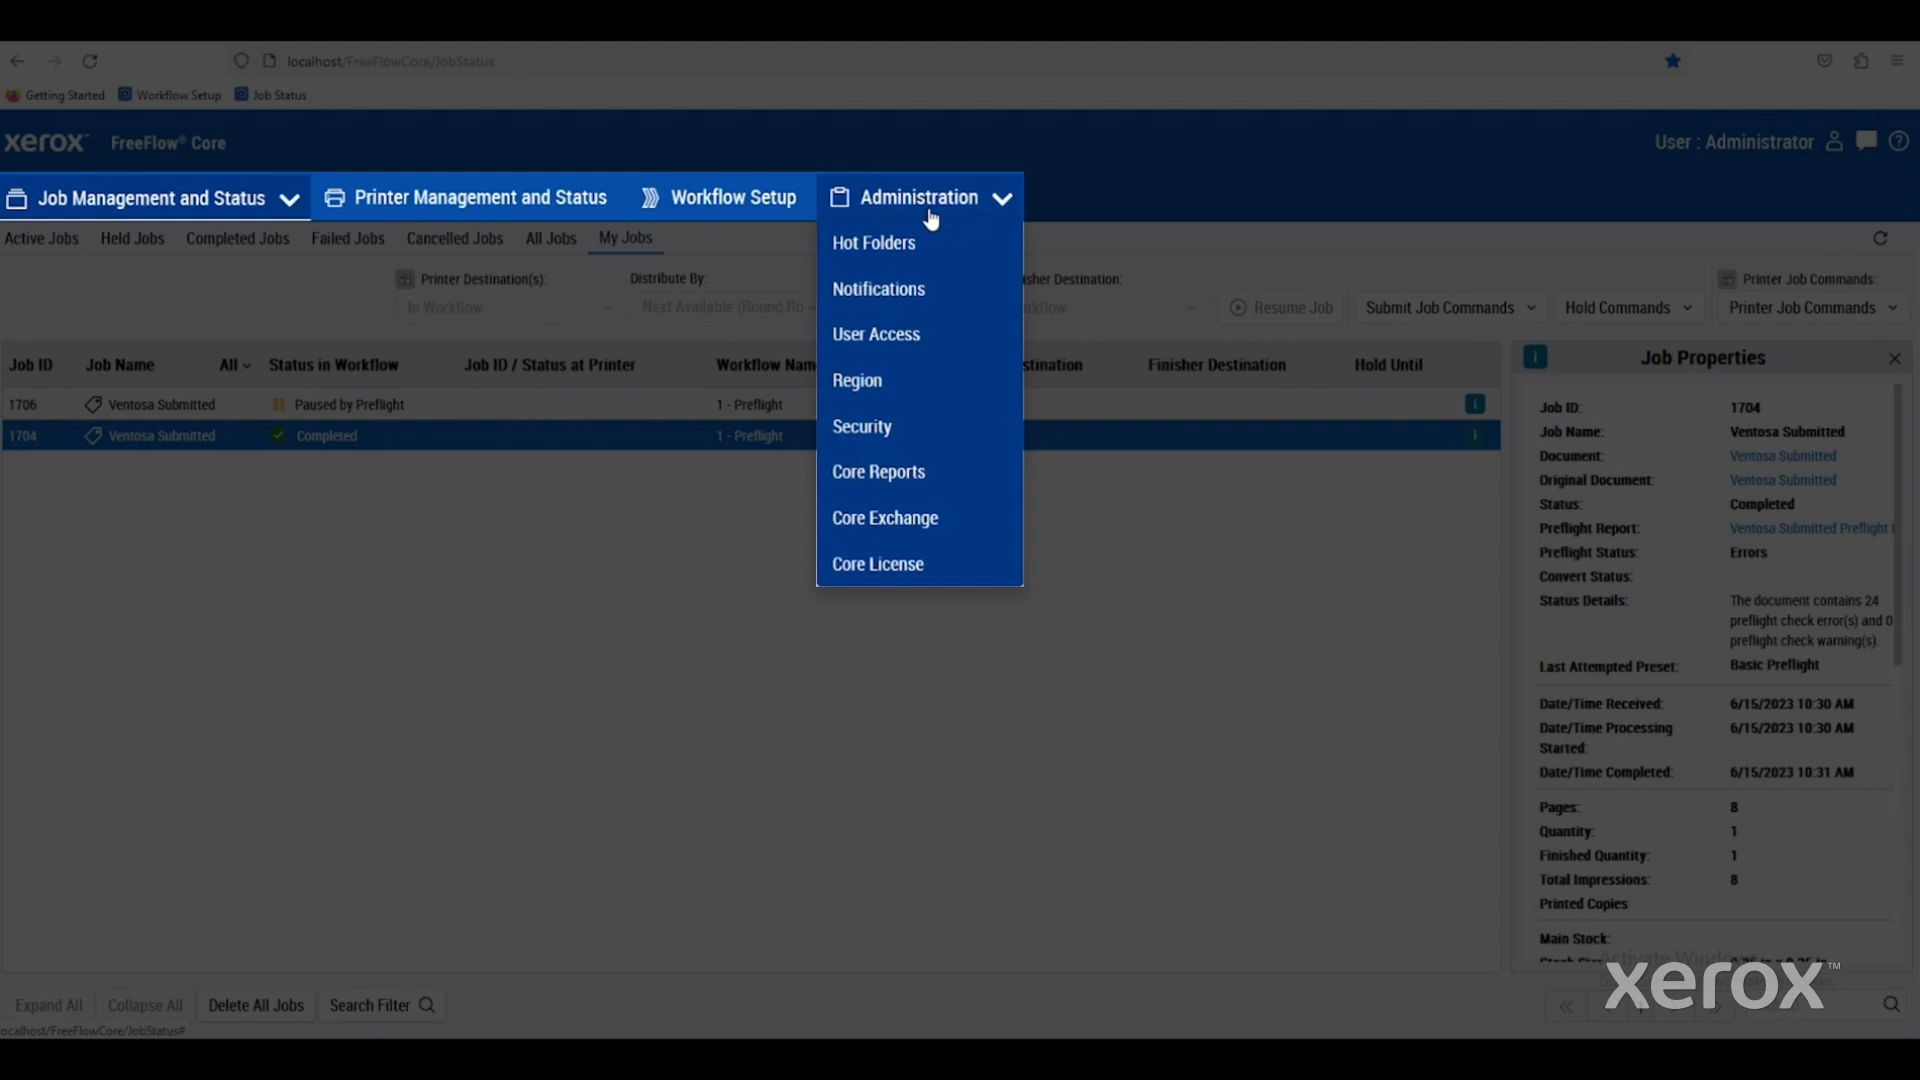 localhost/FreeFlowCore/JobStatus
Getting Started Workflow Setup Job Status
xerox™ FreeFlow® Core
User : Administrator
Job Management and Status Printer Management and Status Workflow Setup Administration
Active Jobs Held Jobs Completed Jobs Failed Jobs Cancelled Jobs All Jobs My Jobs
Hot Folders
Notifications
User Access
Region
Security
Core Reports
Core Exchange
Core License
Printer Destination(s): Distribute By: isher Destination: Printer Job Commands:
In Workflow Next Available (Round Ro rkflow Resume Job Submit Job Commands Hold Commands Printer Job Commands
Job ID Job Name All Status in Workflow Job ID / Status at Printer Workflow Nam stination Finisher Destination Hold Until
1706 Ventosa Submitted Paused by Preflight 1 - Preflight
1704 Ventosa Submitted Completed 1 - Preflight
Job Properties
Job ID: 1704
Job Name: Ventosa Submitted
Document: Ventosa Submitted
Original Document: Ventosa Submitted
Status: Completed
Preflight Report: Ventosa Submitted Preflight
Preflight Status: Errors
Convert Status:
Status Details: The document contains 24
preflight check error(s) and 0
preflight check warning(s).
Last Attempted Preset: Basic Preflight
Date/Time Received: 6/15/2023 10:30 AM
Date/Time Processing 6/15/2023 10:30 AM
Started:
Date/Time Completed: 6/15/2023 10:31 AM
Pages: 8
Quantity: 1
Finished Quantity: 1
Total Impressions: 8
Printed Copies
Main Stock:
Expand All Collapse All Delete All Jobs Search Filter
ocalhost/FreeFlowCore/JobStatus#
xerox™